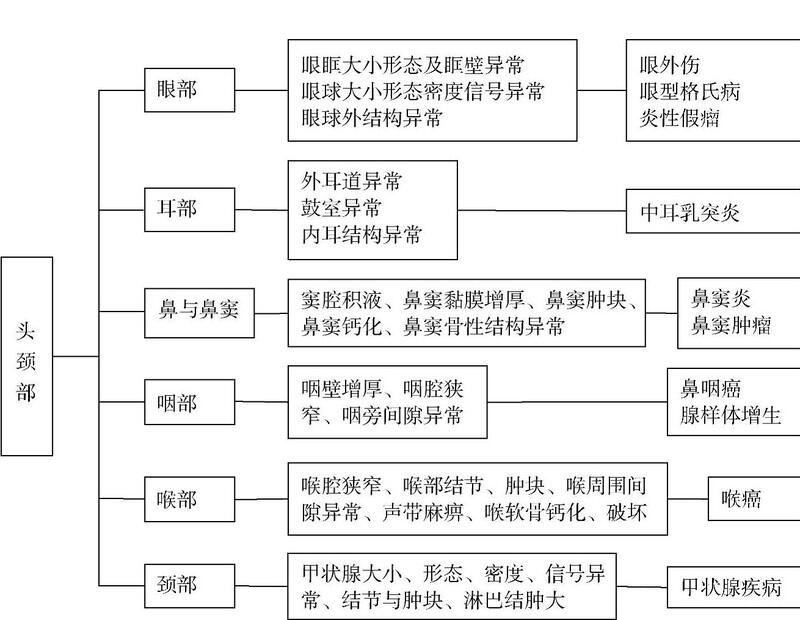 头
颈
部
眼部
眼眶大小形态及眶壁异常
眼球大小形态密度信号异常
眼球外结构异常
眼外伤
眼型格氏病
炎性假瘤
耳部
外耳道异常
鼓室异常
内耳结构异常
中耳乳突炎
鼻与鼻窦
窦腔积液、鼻窦黏膜增厚、鼻窦肿块、
鼻窦钙化、鼻窦骨性结构异常
鼻窦炎
鼻窦肿瘤
咽部
咽壁增厚、咽腔狭
窄、咽旁间隙异常
鼻咽癌
腺样体增生
喉部
喉腔狭窄、喉部结节、肿块、喉周围间
隙异常、声带麻痹、喉软骨钙化、破坏
喉癌
颈部
甲状腺大小、形态、密度、信号异
常、结节与肿块、淋巴结肿大
甲状腺疾病